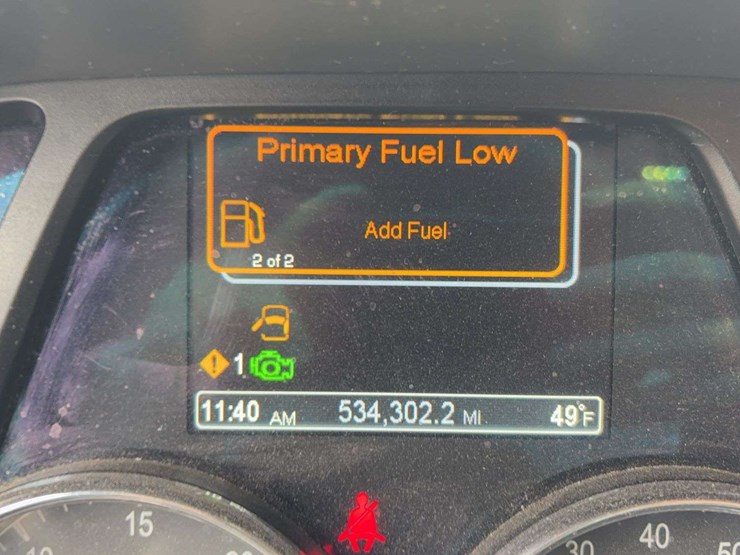 Primary Fuel Low
Add Fuel
2 of 2
1
11:40 AM 534,302.2 MI 49°F
15
40
30